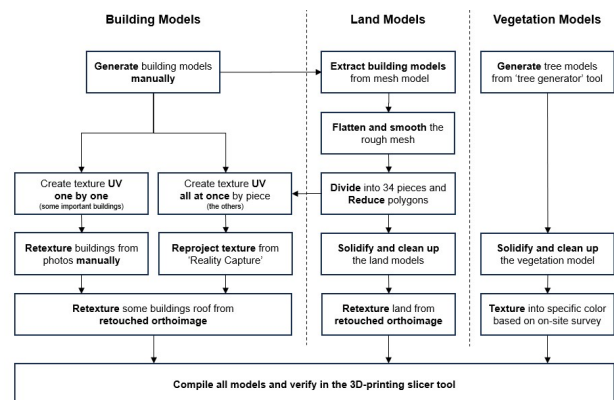 Building Models
Land Models
Vegetation Models
Generate building models
manually
Extract building models
from mesh model
Generate tree models
from ‘tree generator’ tool
Flatten and smooth the
rough mesh
Create texture UV
one by one
(some important buildings)
Create texture UV
all at once by piece
(the others)
Divide into 34 pieces and
Reduce polygons
Retexture buildings from
photos manually
Reproject texture from
‘Reality Capture’
Solidify and clean up
the land models
Solidify and clean up
the vegetation model
Retexture some buildings roof from
retouched orthoimage
Retexture land from
retouched orthoimage
Texture into specific color
based on on-site survey
Compile all models and verify in the 3D-printing slicer tool